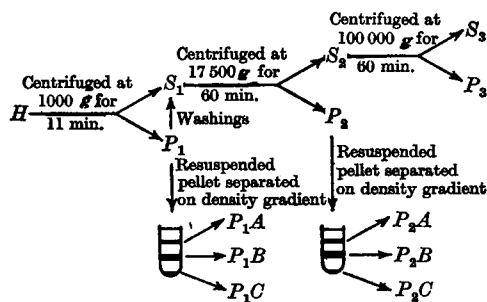 Centrifuged at
100 000 g for
60 min.
S₃
P₃
Centrifuged at
17 500 g for
60 min.
S₂
P₂
Centrifuged at
1000 g for
11 min.
H
S₁
Washings
P₁
Resuspended
pellet separated
on density gradient
P₁A
P₁B
P₁C
Resuspended
pellet separated
on density gradient
P₂A
P₂B
P₂C